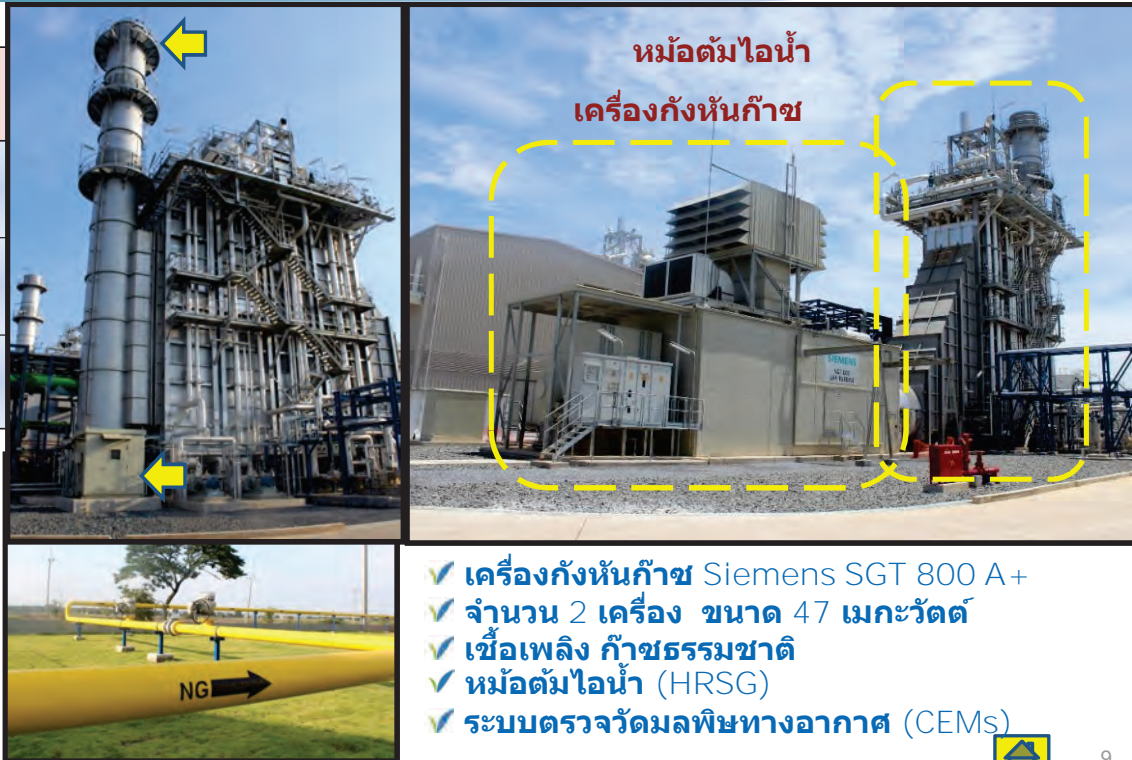 หม้อต้มไอน้ำ
เครื่องกังหันก๊าซ
SIEMENS
NG
เครื่องกังหันก๊าซ Siemens SGT 800 A+
จำนวน 2 เครื่อง ขนาด 47 เมกะวัตต์
เชื้อเพลิง ก๊าซธรรมชาติ
หม้อต้มไอน้ำ (HRSG)
ระบบตรวจวัดมลพิษทางอากาศ (CEMs)
9